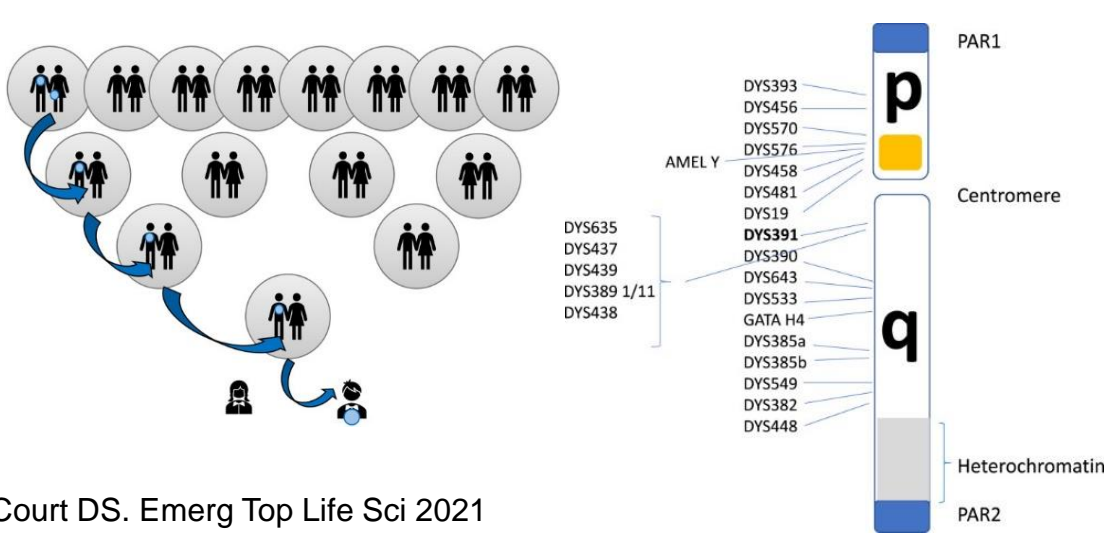 PAR1
p
DYS393
DYS456
DYS570
DYS576
AMEL Y
DYS458
DYS481
DYS19
Centromere
DYS391
DYS390
DYS643
DYS533
GATA H4
DYS385a
DYS385b
DYS549
DYS382
DYS448
DYS635
DYS437
DYS439
DYS389 1/11
DYS438
q
Heterochromatin
PAR2
Court DS. Emerg Top Life Sci 2021